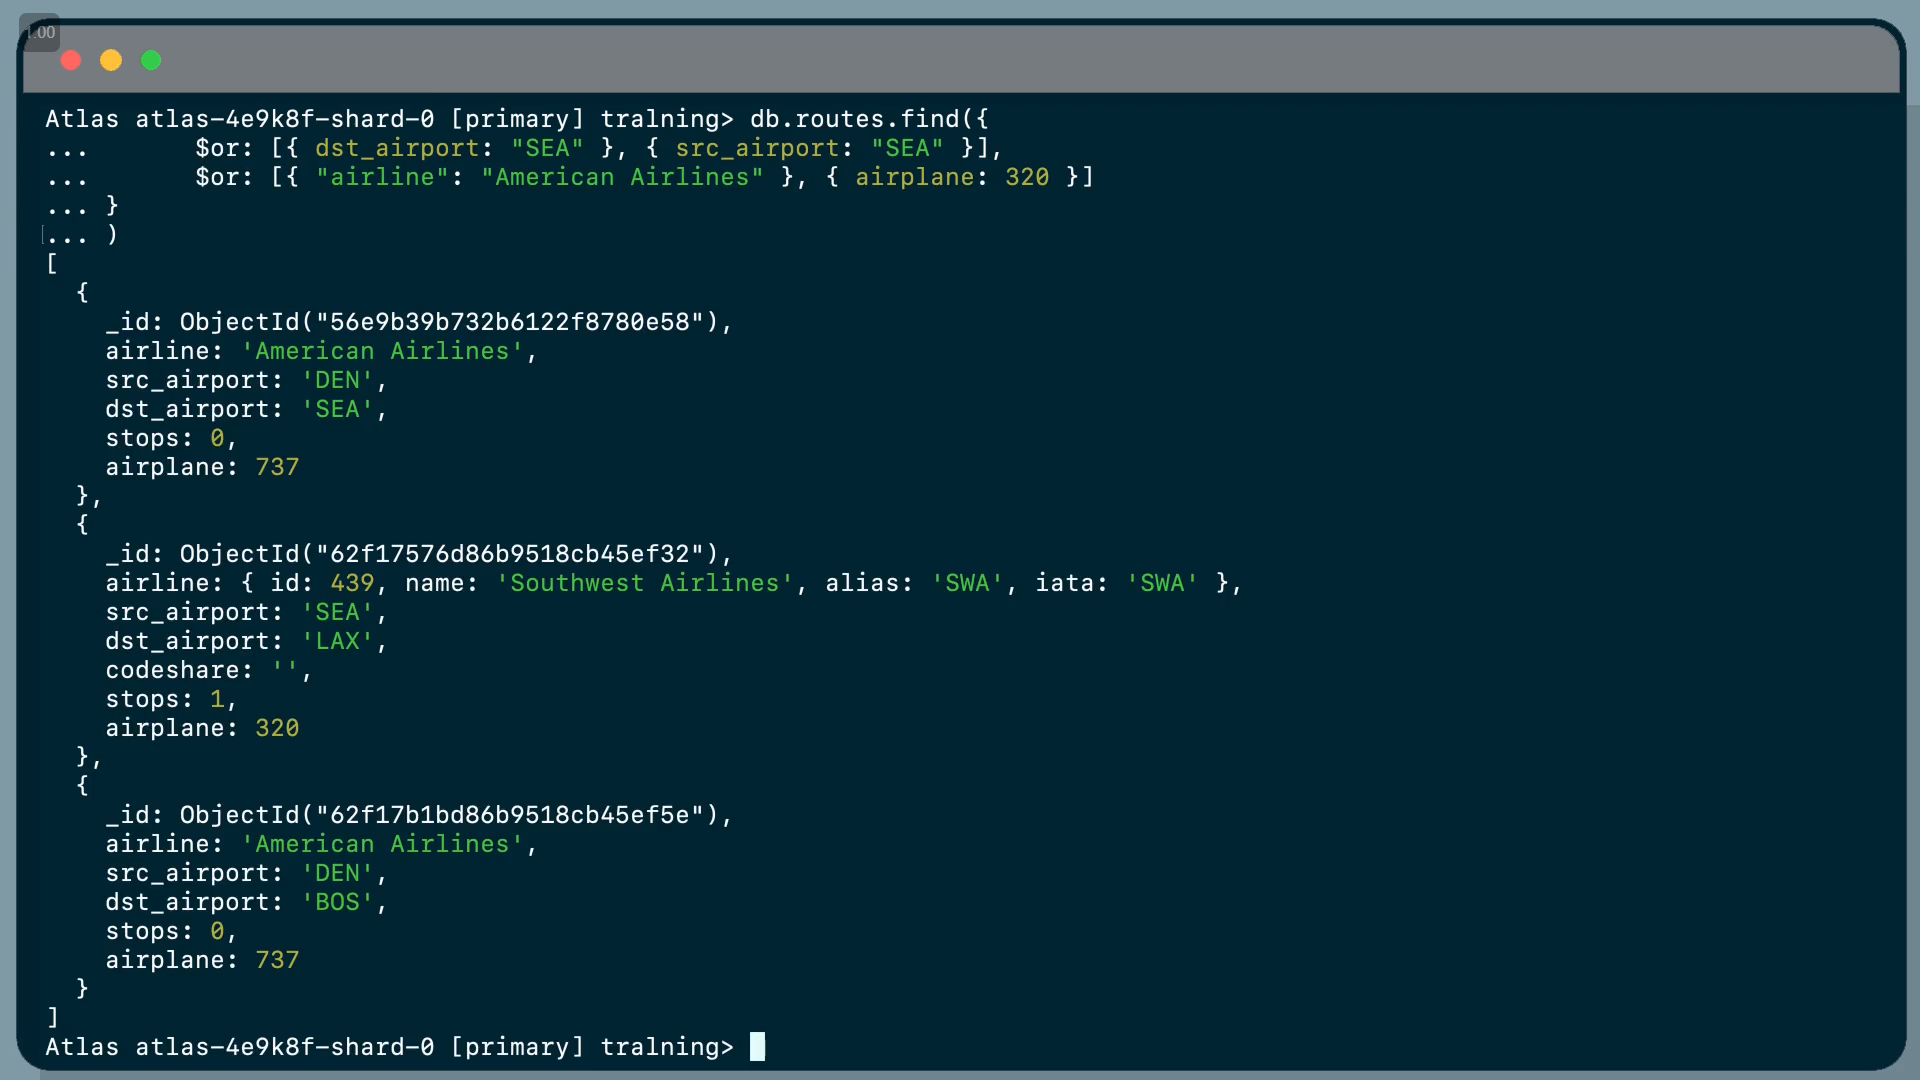 1.00
Atlas atlas-4e9k8f-shard-0 [primary] tralning> db.routes.find({
...       $or: [{ dst_airport: "SEA" }, { src_airport: "SEA" }],
...       $or: [{ "airline": "American Airlines" }, { airplane: 320 }]
... }
... )
[
  {
    _id: ObjectId("56e9b39b732b6122f8780e58"),
    airline: 'American Airlines',
    src_airport: 'DEN',
    dst_airport: 'SEA',
    stops: 0,
    airplane: 737
  },
  {
    _id: ObjectId("62f17576d86b9518cb45ef32"),
    airline: { id: 439, name: 'Southwest Airlines', alias: 'SWA', iata: 'SWA' },
    src_airport: 'SEA',
    dst_airport: 'LAX',
    codeshare: '',
    stops: 1,
    airplane: 320
  },
  {
    _id: ObjectId("62f17b1bd86b9518cb45ef5e"),
    airline: 'American Airlines',
    src_airport: 'DEN',
    dst_airport: 'BOS',
    stops: 0,
    airplane: 737
  }
]
Atlas atlas-4e9k8f-shard-0 [primary] tralning>